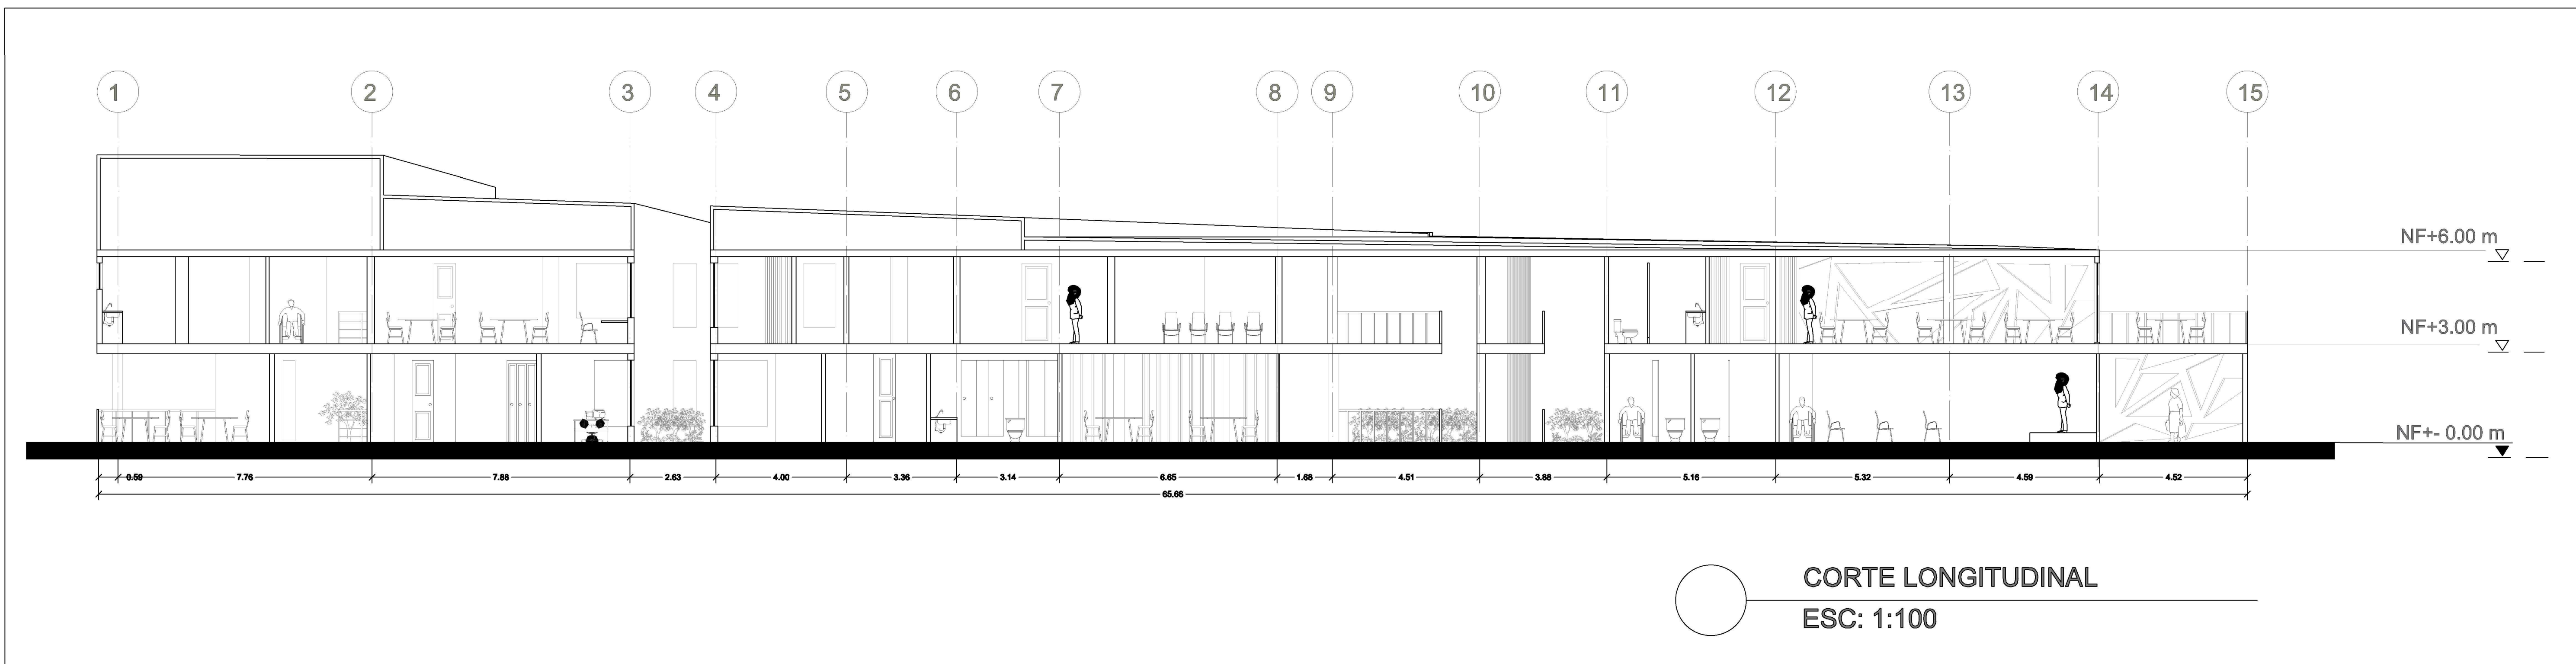 1 2 3 4 5 6 7 8 9 10 11 12 13 14 15
NF+6.00 m
NF+3.00 m
NF+- 0.00 m
0.59 7.76 7.88 2.63 4.00 3.36 3.14 6.65 1.68 4.51 3.88 5.16 5.32 4.59 4.52
65.66
CORTE LONGITUDINAL
ESC: 1:100